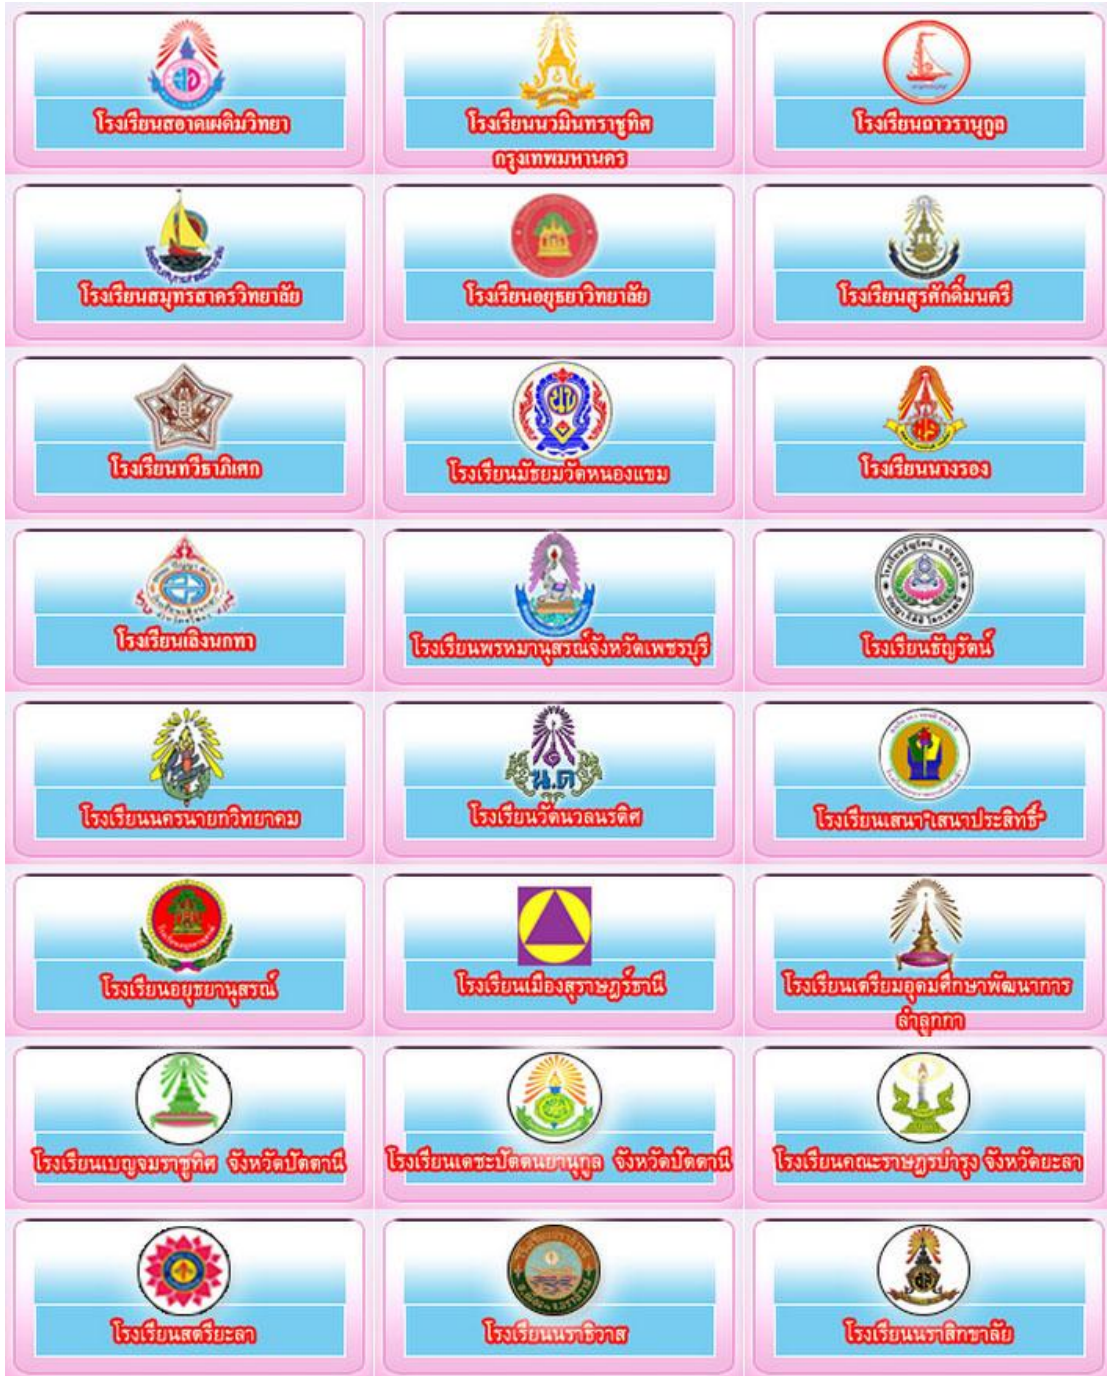 โรงเรียนสอาดเผดิมวิทยา
โรงเรียนนวมินทราชูทิศ
กรุงเทพมหานคร
โรงเรียนถาวรานุกูล
โรงเรียนสมุทรสาครวิทยาลัย
โรงเรียนอยุธยาวิทยาลัย
โรงเรียนสุรศักดิ์มนตรี
โรงเรียนทวีธาภิเศก
โรงเรียนมัธยมวัดหนองแขม
โรงเรียนนางรอง
โรงเรียนเลิงนกทา
โรงเรียนพรหมานุสรณ์จังหวัดเพชรบุรี
โรงเรียนธัญรัตน์
โรงเรียนนครนายกวิทยาคม
น.ด
โรงเรียนวัดนวลนรดิศ
โรงเรียนเสนา"เสนาประสิทธิ์"
โรงเรียนอยุธยานุสรณ์
โรงเรียนเมืองสุราษฎร์ธานี
โรงเรียนเตรียมอุดมศึกษาพัฒนาการ
ลำลูกกา
โรงเรียนเบญจมราชูทิศ จังหวัดปัตตานี
โรงเรียนเดชะปัตตนยานุกูล จังหวัดปัตตานี
โรงเรียนคณะราษฎรบำรุง จังหวัดยะลา
โรงเรียนสตรียะลา
โรงเรียนนราธิวาส
โรงเรียนนราสิกขาลัย